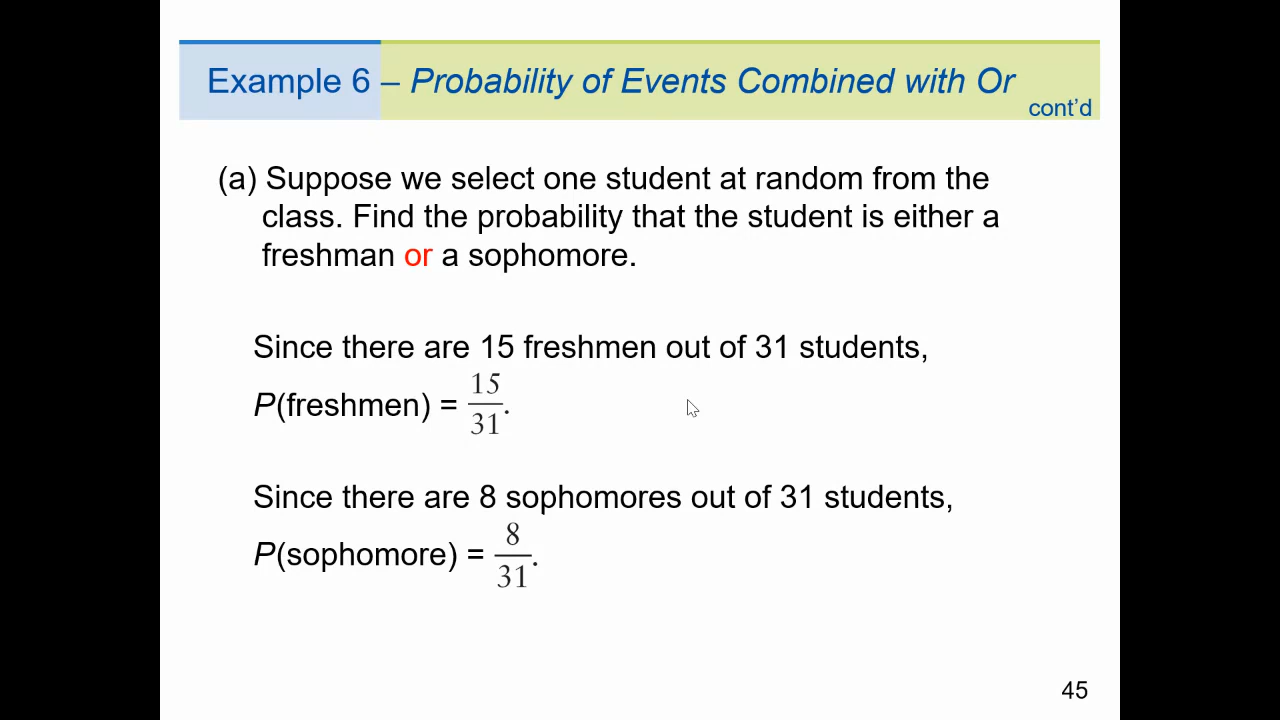 Example 6 – Probability of Events Combined with Or
cont’d
(a) Suppose we select one student at random from the
class. Find the probability that the student is either a
freshman or a sophomore.
Since there are 15 freshmen out of 31 students,
P(freshmen) = 15/31.
Since there are 8 sophomores out of 31 students,
P(sophomore) = 8/31.
45